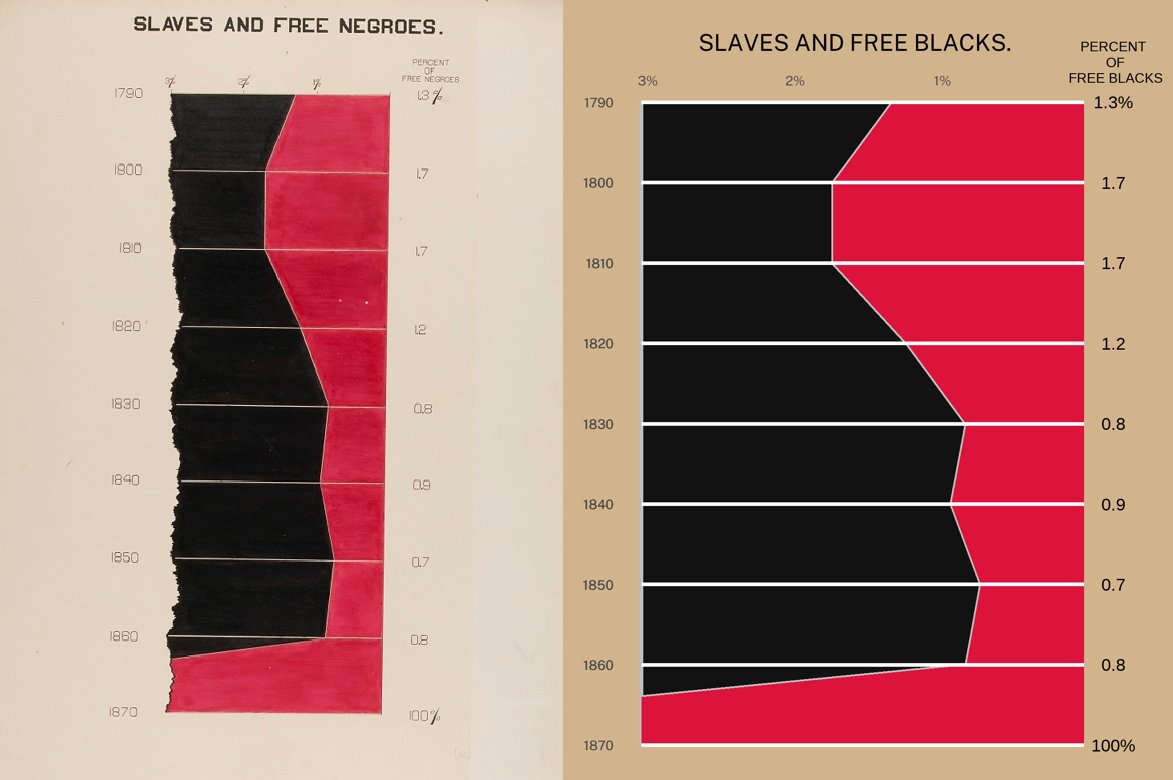 SLAVES AND FREE NEGROES.
PERCENT
OF
FREE NEGROES
3% 2% 1%
1790 1.3%
1800 1.7
1810 1.7
1820 1.2
1830 0.8
1840 0.9
1850 0.7
1860 0.8
1870 100%
SLAVES AND FREE BLACKS.
PERCENT
OF
FREE BLACKS
3% 2% 1%
1790 1.3%
1800 1.7
1810 1.7
1820 1.2
1830 0.8
1840 0.9
1850 0.7
1860 0.8
1870 100%